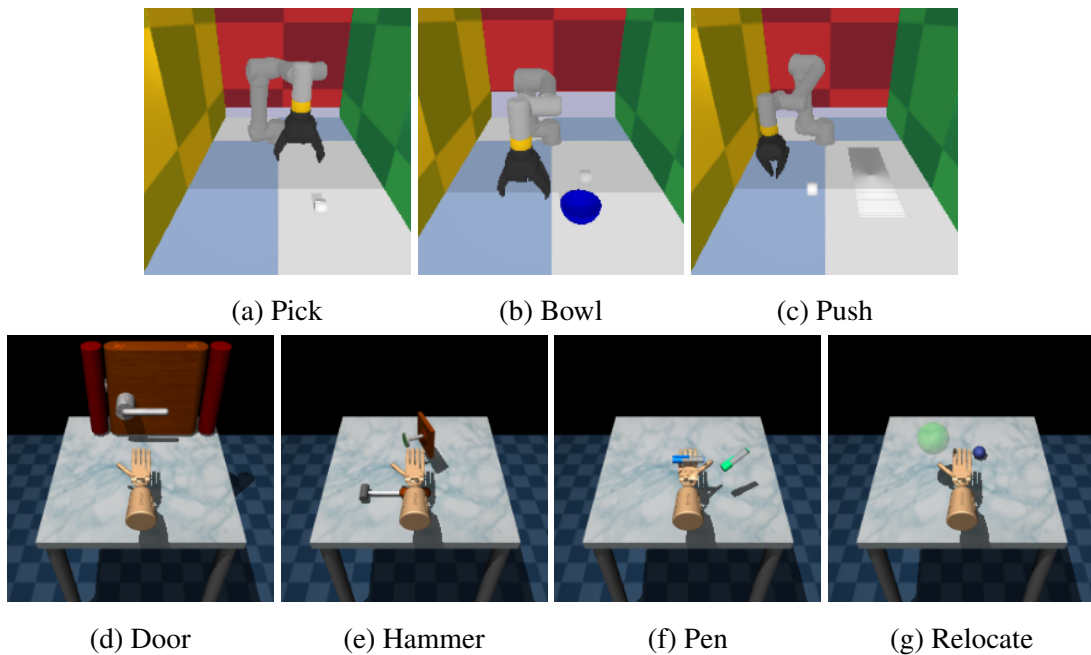 (a) Pick
(b) Bowl
(c) Push
(d) Door
(e) Hammer
(f) Pen
(g) Relocate